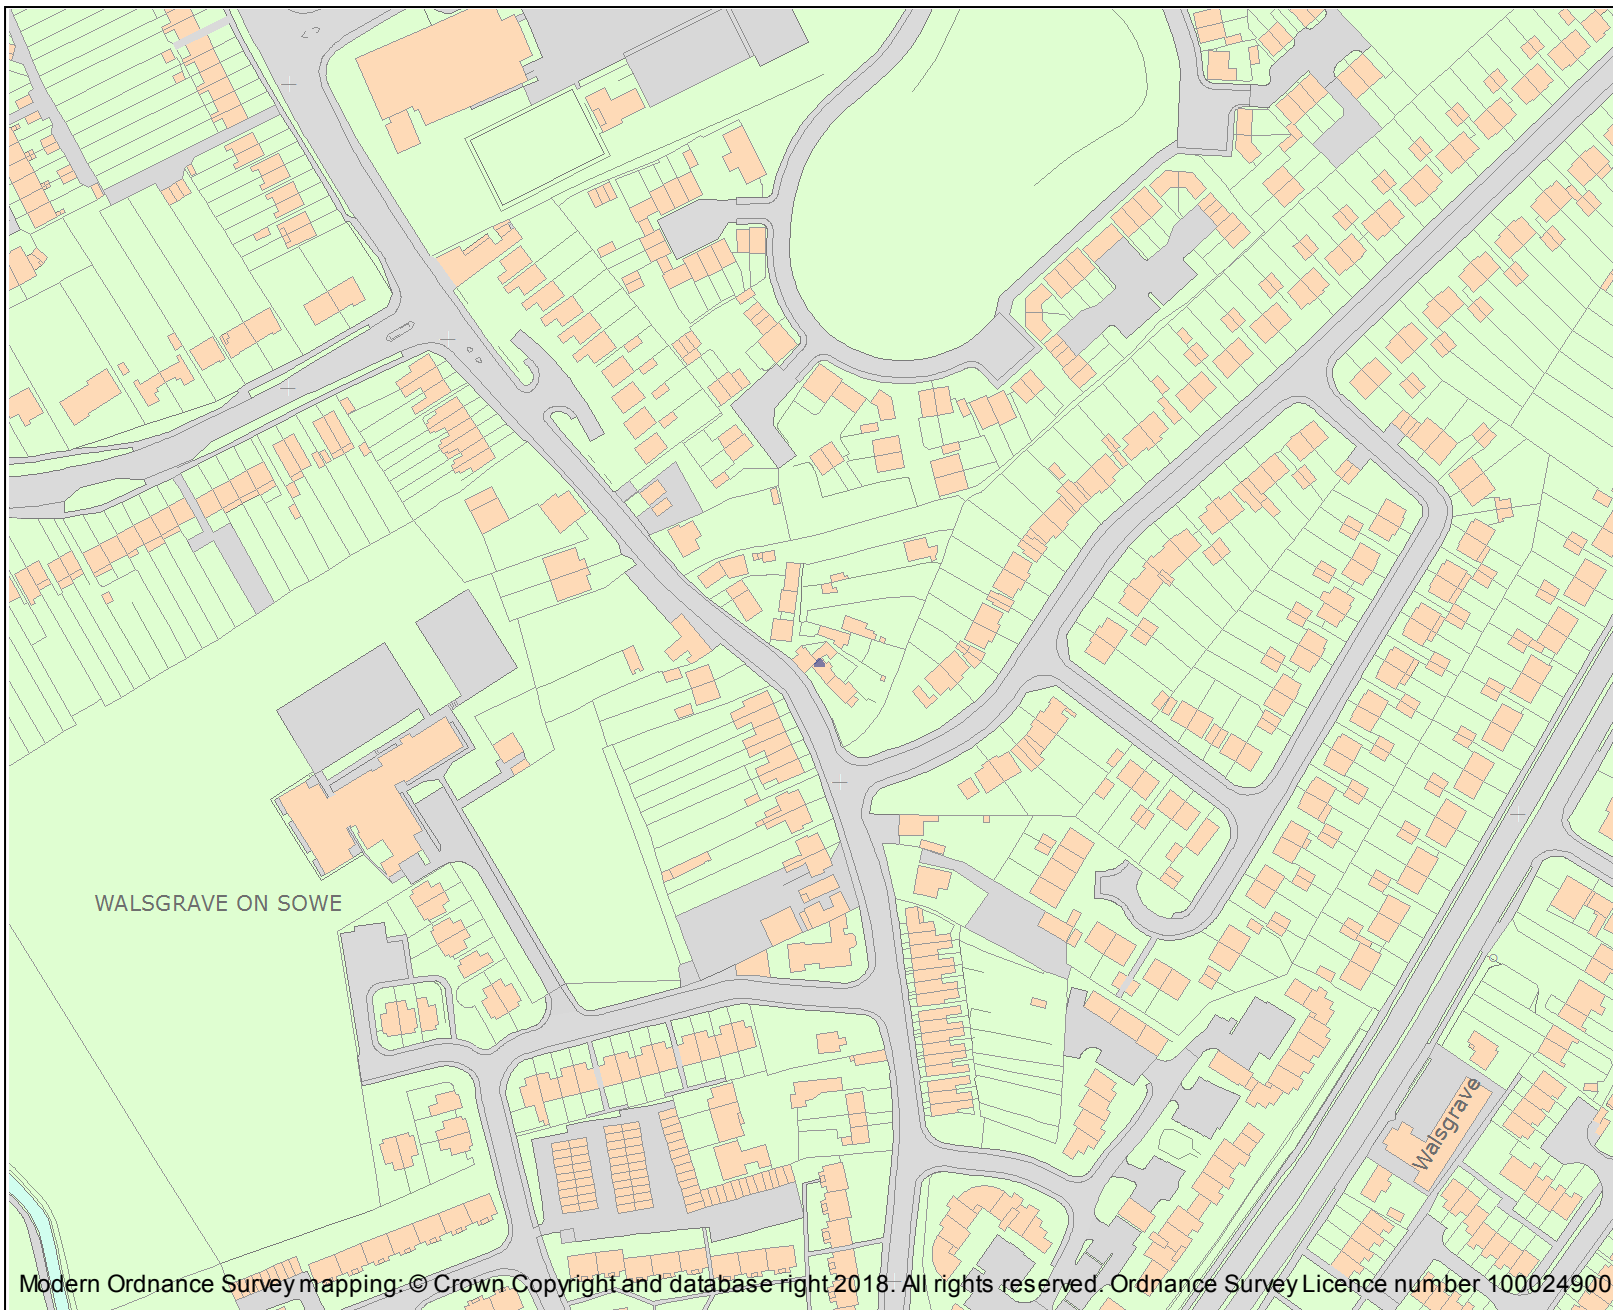 WALSGRAVE ON SOWE
Walsgrave
Modern Ordnance Survey mapping: © Crown Copyright and database right 2018. All rights reserved. Ordnance Survey Licence number 100024900